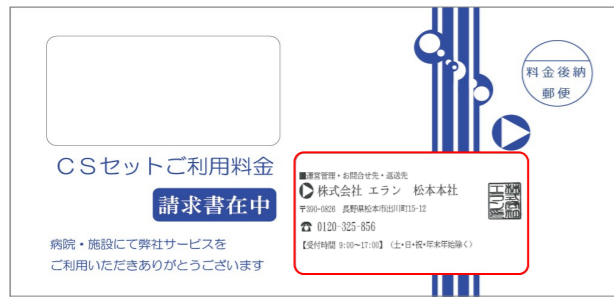 料金後納
郵便
CSセットご利用料金
請求書在中
病院・施設にて弊社サービスを
ご利用いただきありがとうございます
■運営管理・お問合せ先・返送先
株式会社 エラン 松本本社
〒390-0826 長野県松本市出川町15-12
☎ 0120-325-856
【受付時間 9:00～17:00】（土・日・祝・年末年始除く）